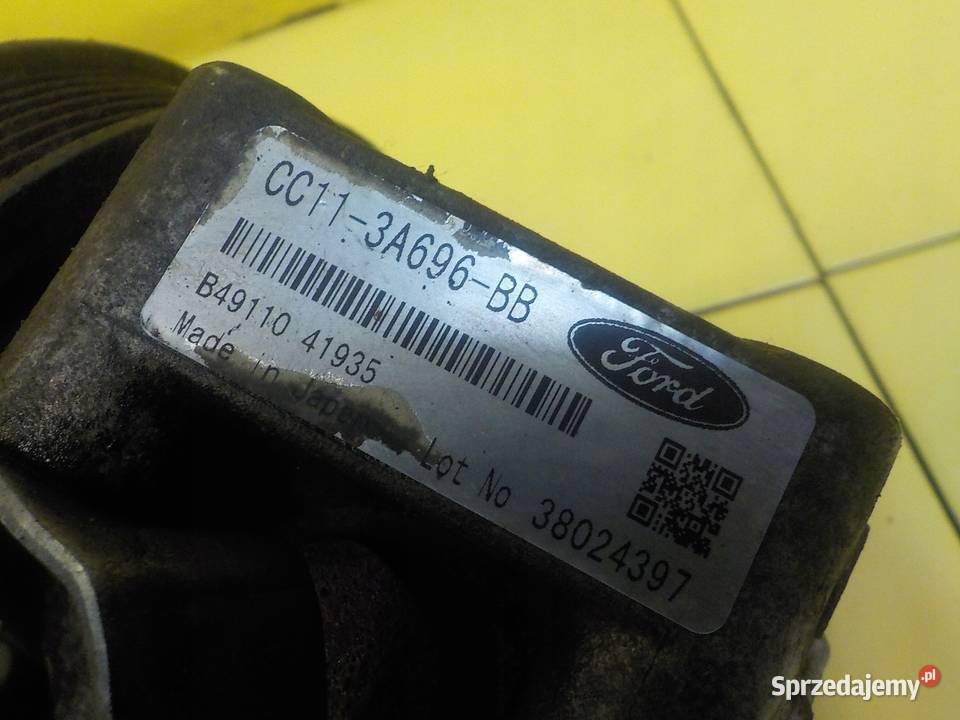 CC11-3A696-BB
B49110 41935
Made in Japan
Lot No 38024397
Ford
Sprzedajemy.pl